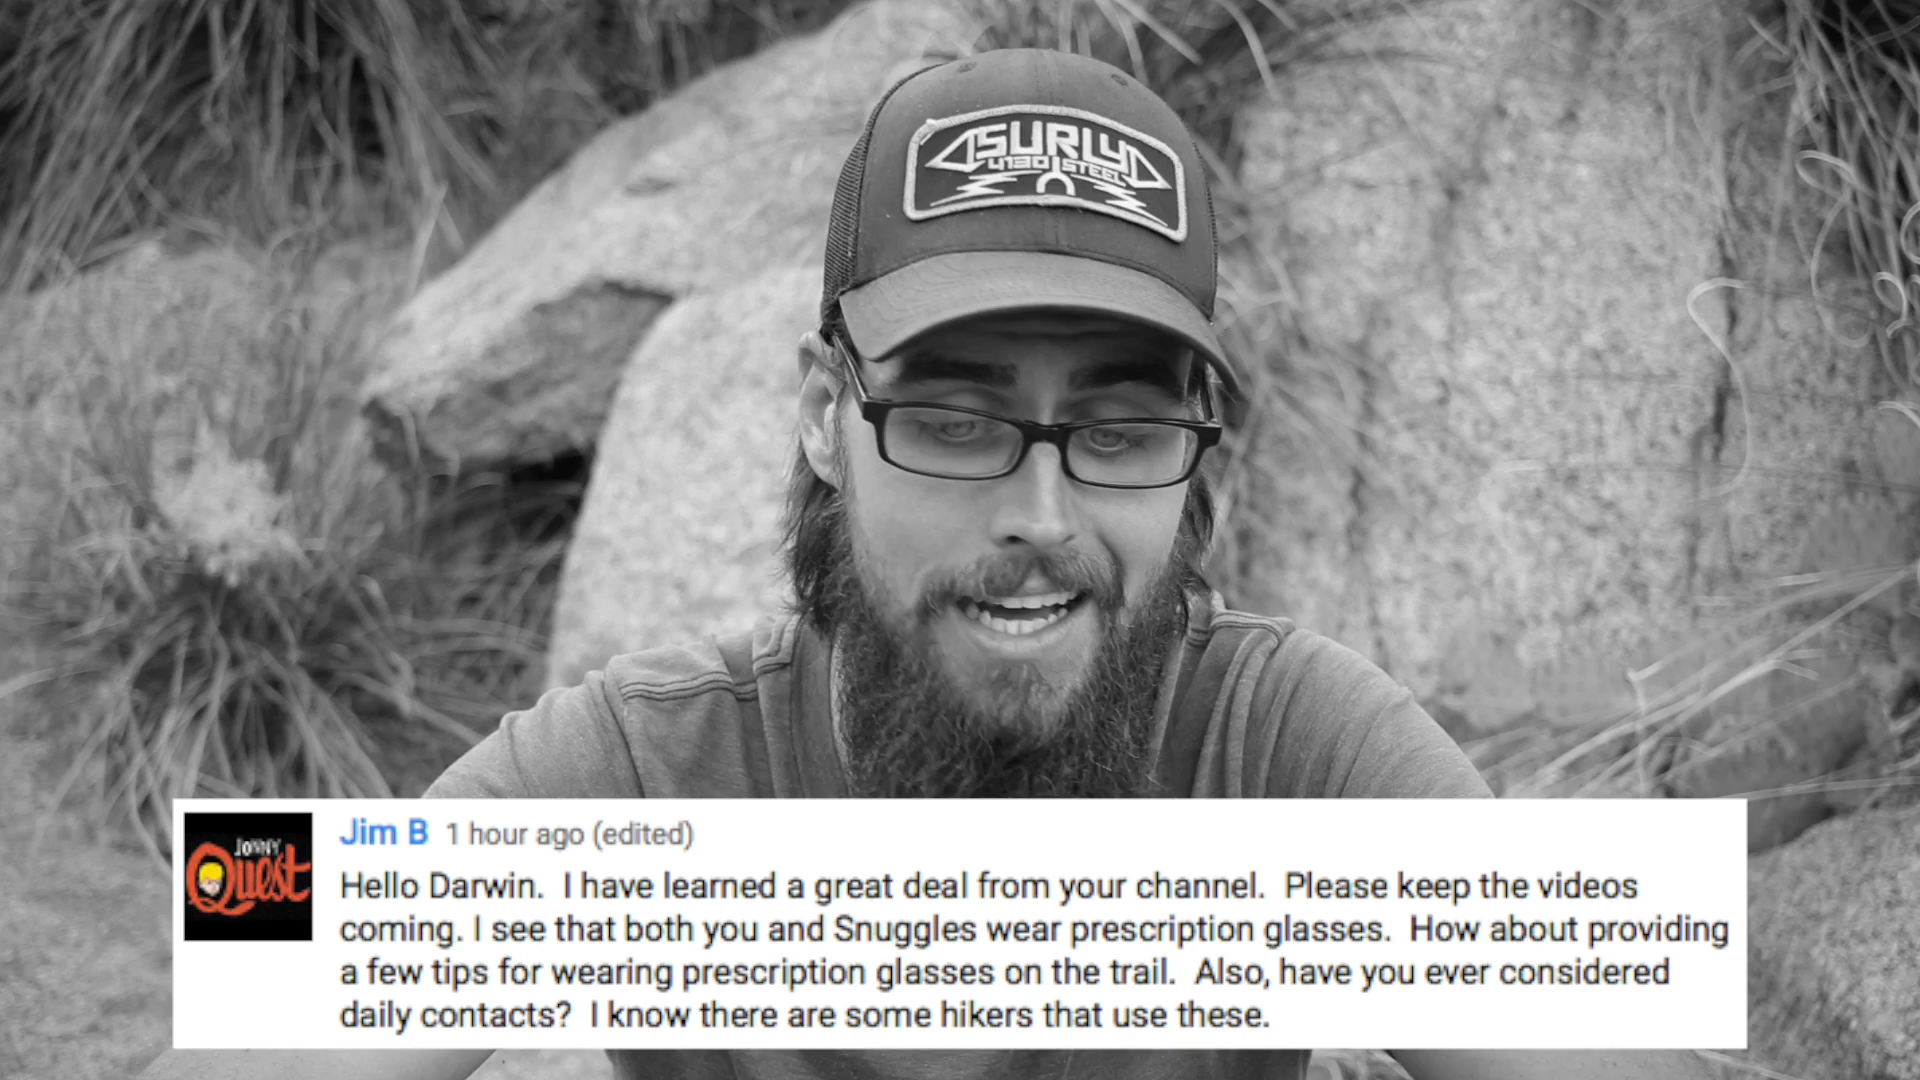 SURLY
4130 STEEL
JONNY
Quest
Jim B 1 hour ago (edited)
Hello Darwin.  I have learned a great deal from your channel.  Please keep the videos
coming. I see that both you and Snuggles wear prescription glasses.  How about providing
a few tips for wearing prescription glasses on the trail.  Also, have you ever considered
daily contacts?  I know there are some hikers that use these.